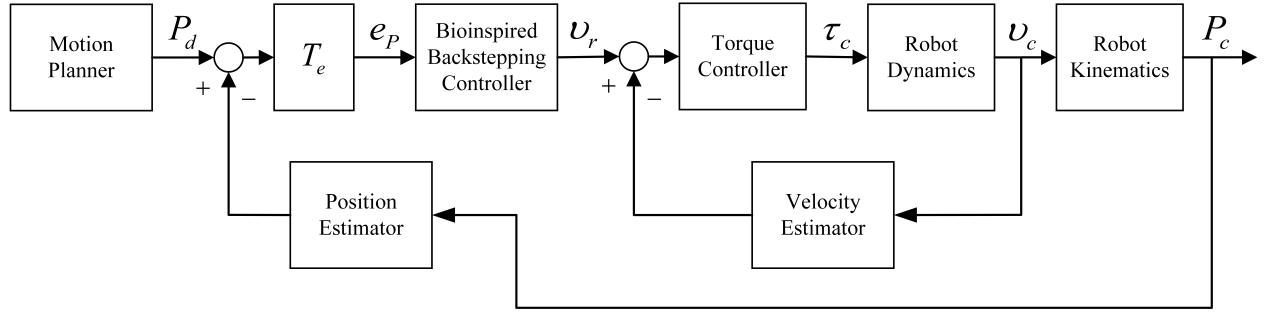 Motion
Planner
P_d
+
−
T_e
e_P
Bioinspired
Backstepping
Controller
υ_r
+
−
Torque
Controller
τ_c
Robot
Dynamics
υ_c
Robot
Kinematics
P_c
Position
Estimator
Velocity
Estimator